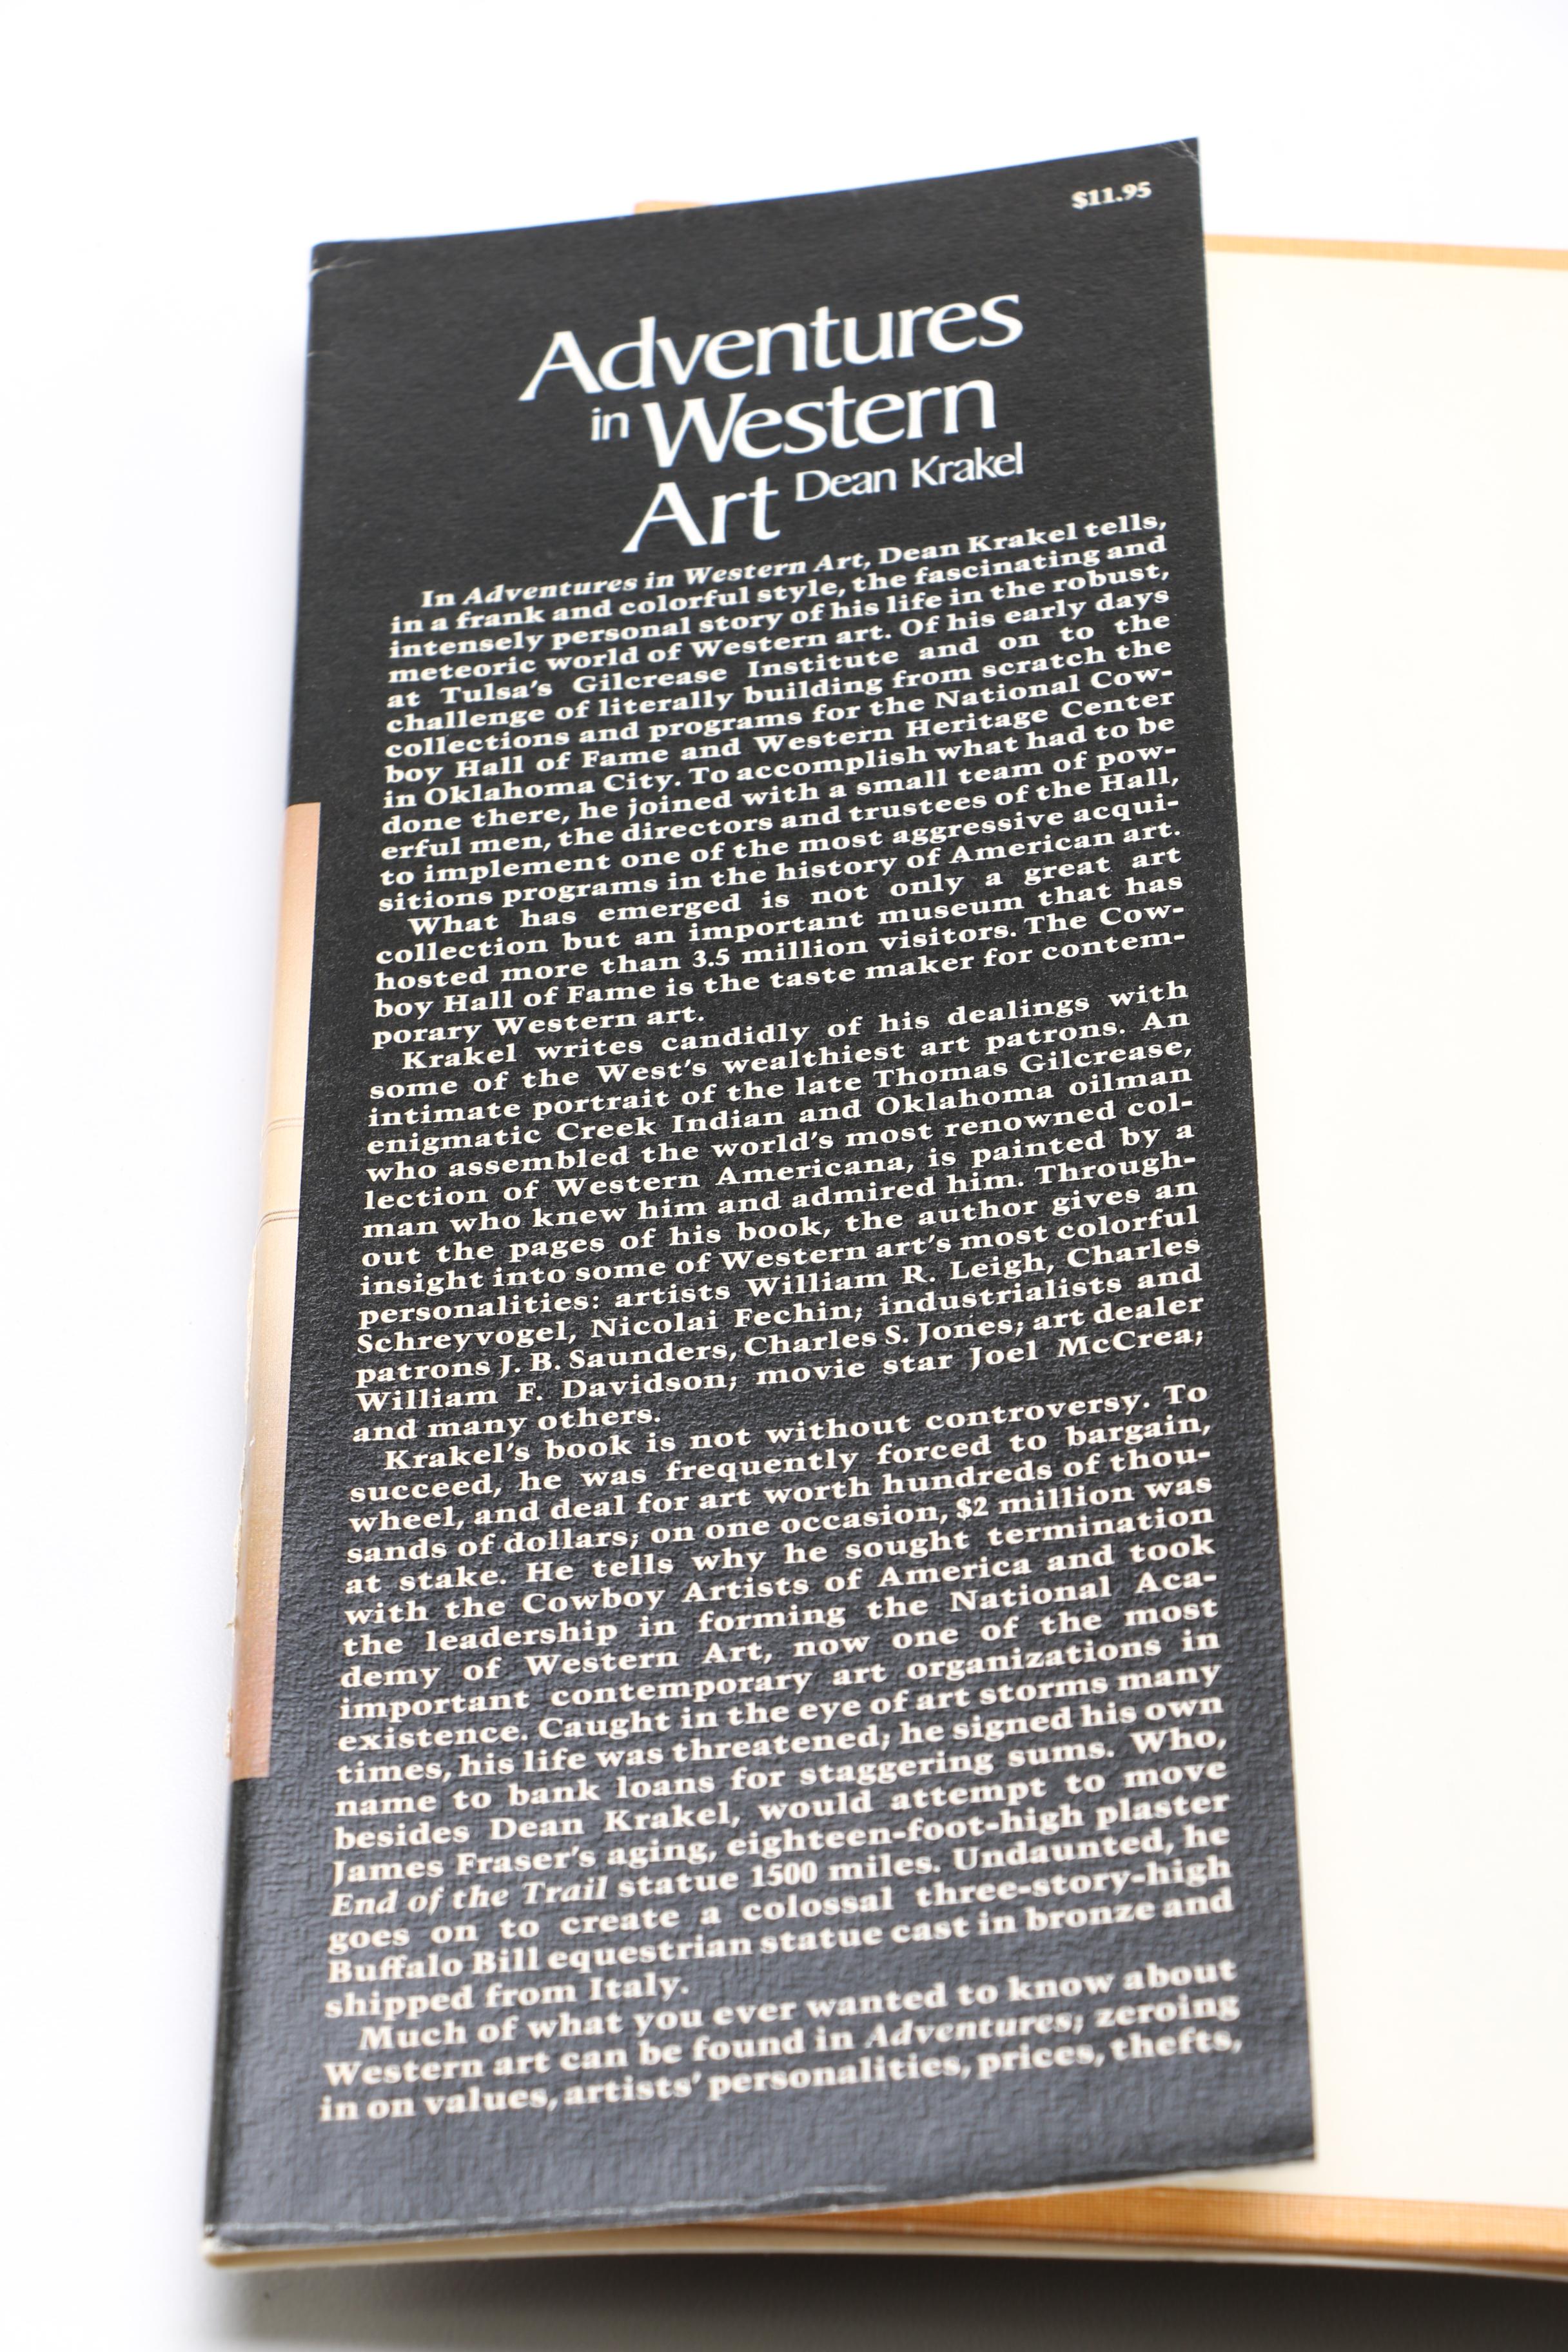 $11.95
Adventures
in Western
Art Dean Krakel
In Adventures in Western Art, Dean Krakel tells,
in a frank and colorful style, the fascinating and
intensely personal story of his life in the robust,
meteoric world of Western art. Of his early days
at Tulsa's Gilcrease Institute and on to the
challenge of literally building from scratch the
collections and programs for the National Cow-
boy Hall of Fame and Western Heritage Center
in Oklahoma City. To accomplish what had to be
done there, he joined with a small team of pow-
erful men, the directors and trustees of the Hall,
to implement one of the most aggressive acqui-
sitions programs in the history of American art.
What has emerged is not only a great art
collection but an important museum that has
hosted more than 3.5 million visitors. The Cow-
boy Hall of Fame is the taste maker for contem-
porary Western art.
Krakel writes candidly of his dealings with
some of the West's wealthiest art patrons. An
intimate portrait of the late Thomas Gilcrease,
enigmatic Creek Indian and Oklahoma oilman
who assembled the world's most renowned col-
lection of Western Americana, is painted by a
man who knew him and admired him. Through-
out the pages of his book, the author gives an
insight into some of Western art's most colorful
personalities: artists William R. Leigh, Charles
Schreyvogel, Nicolai Fechin; industrialists and
patrons J. B. Saunders, Charles S. Jones; art dealer
William F. Davidson; movie star Joel McCrea;
and many others.
Krakel's book is not without controversy. To
succeed, he was frequently forced to bargain,
wheel, and deal for art worth hundreds of thou-
sands of dollars; on one occasion, $2 million was
at stake. He tells why he sought termination
with the Cowboy Artists of America and took
the leadership in forming the National Aca-
demy of Western Art, now one of the most
important contemporary art organizations in
existence. Caught in the eye of art storms many
times, his life was threatened; he signed his own
name to bank loans for staggering sums. Who,
besides Dean Krakel, would attempt to move
James Fraser's aging, eighteen-foot-high plaster
End of the Trail statue 1500 miles. Undaunted, he
goes on to create a colossal three-story-high
Buffalo Bill equestrian statue cast in bronze and
shipped from Italy.
Much of what you ever wanted to know about
Western art can be found in Adventures; zeroing
in on values, artists' personalities, prices, thefts,